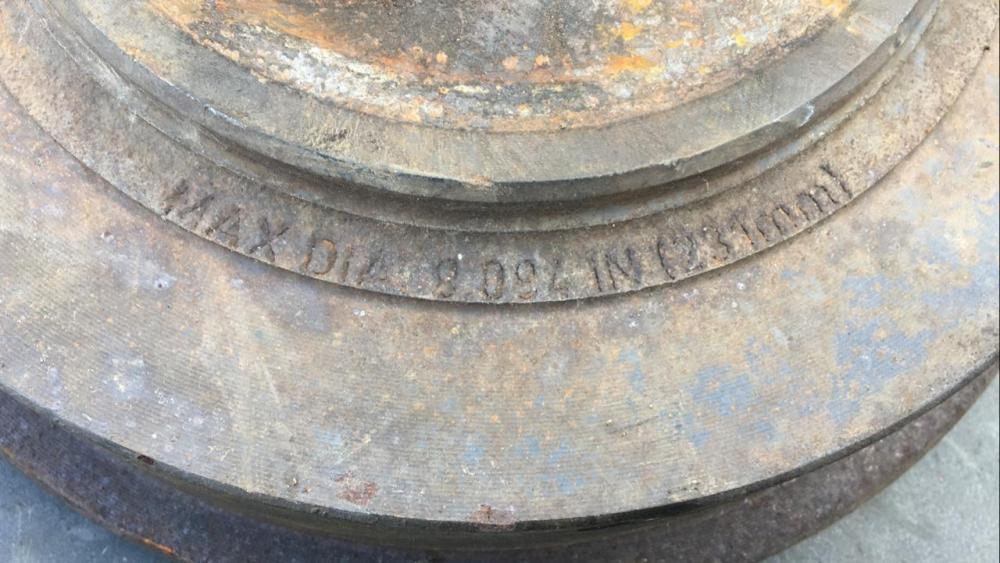 MAX DIA 9.094 IN (231mm)